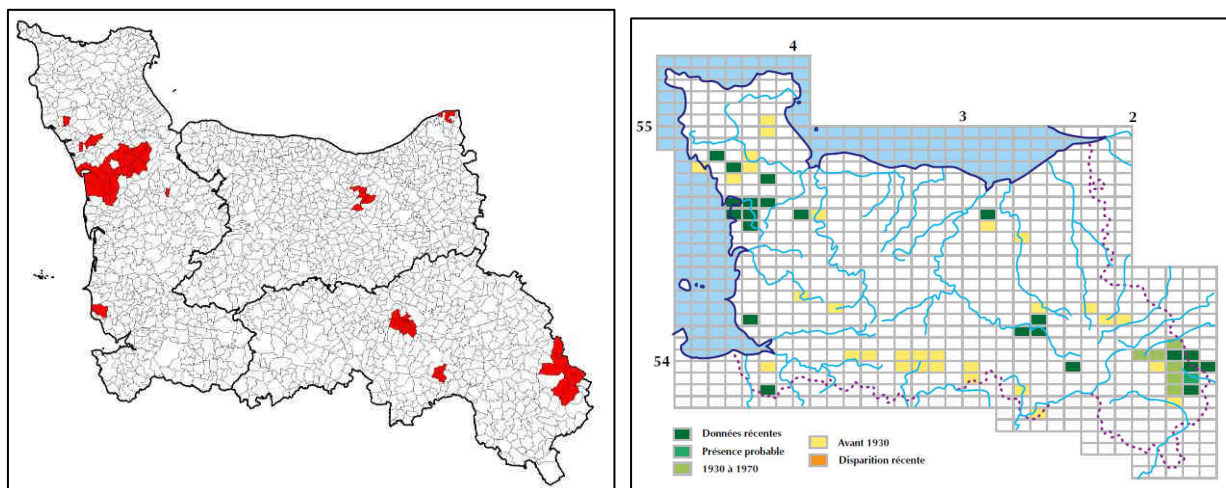 4
3
2
55
54
Données récentes
Présence probable
1930 à 1970
Avant 1930
Disparition récente